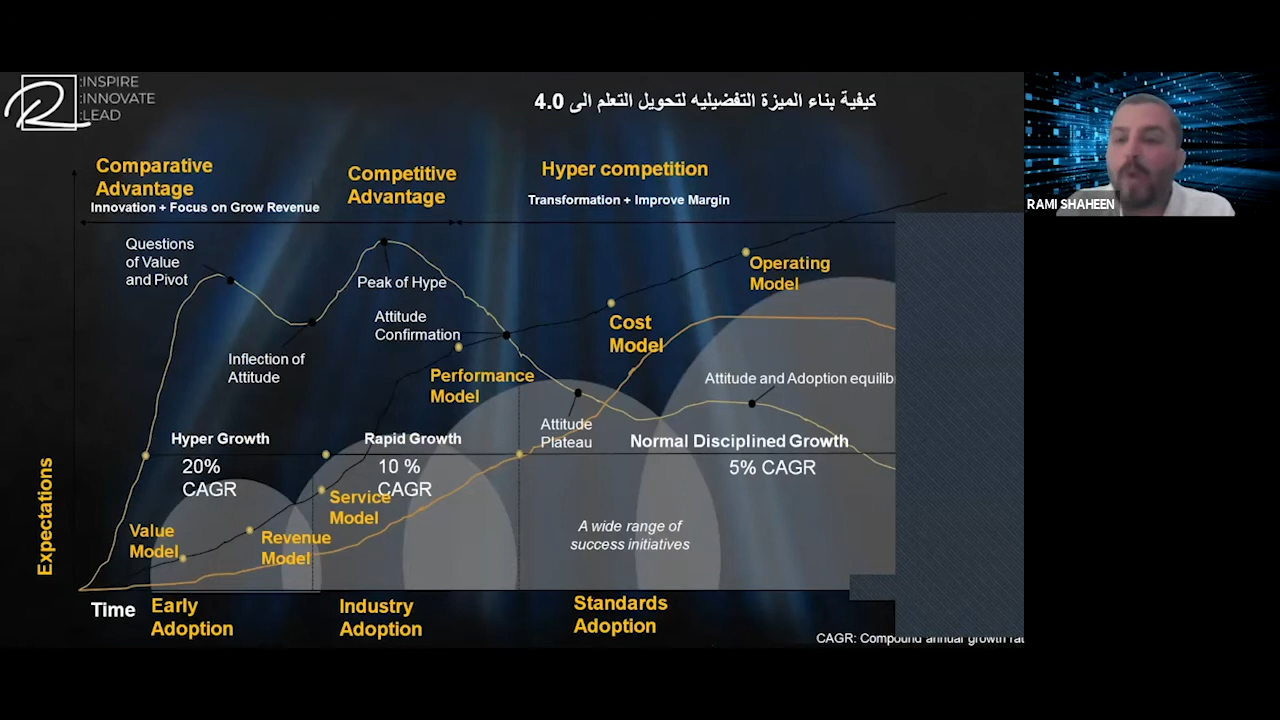 :INSPIRE
:INNOVATE
:LEAD
كيفية بناء الميزة التفضيليه لتحويل التعلم الى 4.0
Comparative
Advantage
Innovation + Focus on Grow Revenue
Competitive
Advantage
Hyper competition
Transformation + Improve Margin
RAMI SHAHEEN
Questions
of Value
and Pivot
Peak of Hype
Operating
Model
Attitude
Confirmation
Cost
Model
Inflection of
Attitude
Performance
Model
Attitude and Adoption equilib
Attitude
Plateau
Hyper Growth
20%
CAGR
Rapid Growth
10 %
CAGR
Normal Disciplined Growth
5% CAGR
Service
Model
Value
Model
Revenue
Model
A wide range of
success initiatives
Expectations
Time
Early
Adoption
Industry
Adoption
Standards
Adoption
CAGR: Compound annual growth rat